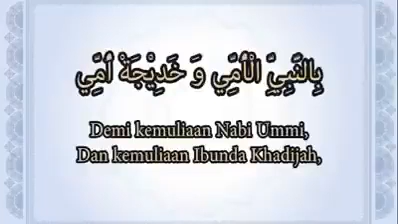 بِالنَّبِيِّ الْأُمِّي وَ خَدِيْجَةْ أُمِّي
Demi kemuliaan Nabi Ummi,
Dan kemuliaan Ibunda Khadijah,